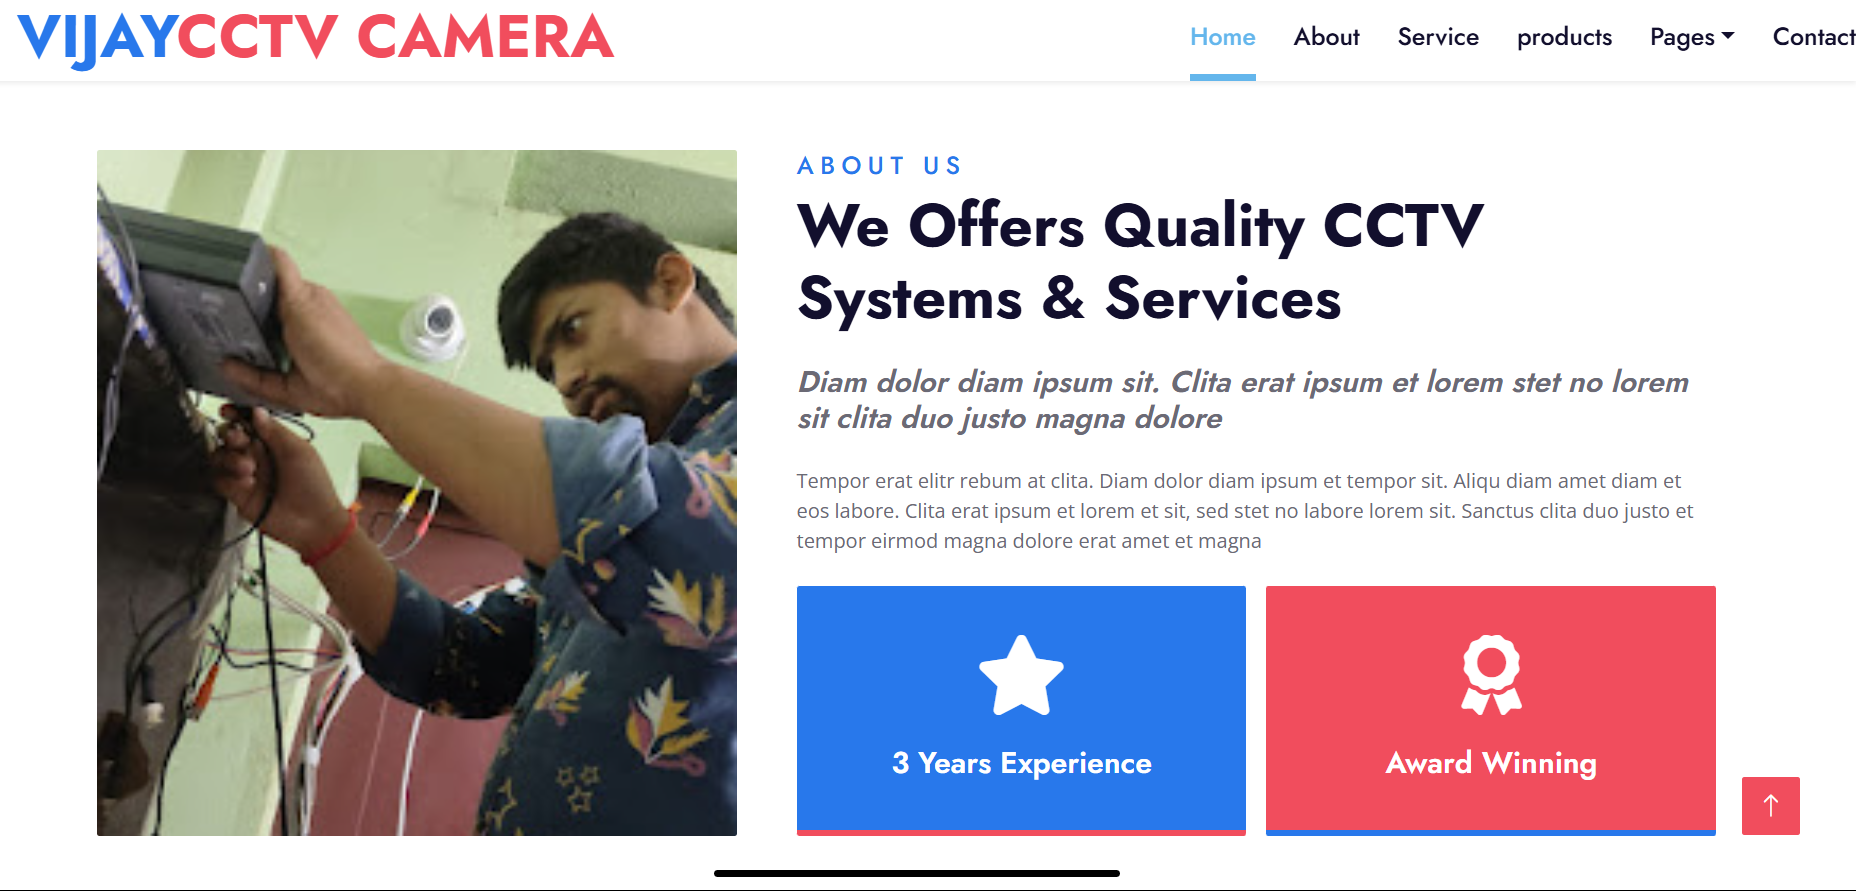 VIJAYCCTV CAMERA
Home About Service products Pages Contact
ABOUT US
We Offers Quality CCTV
Systems & Services
Diam dolor diam ipsum sit. Clita erat ipsum et lorem stet no lorem
sit clita duo justo magna dolore
Tempor erat elitr rebum at clita. Diam dolor diam ipsum et tempor sit. Aliqu diam amet diam et
eos labore. Clita erat ipsum et lorem et sit, sed stet no labore lorem sit. Sanctus clita duo justo et
tempor eirmod magna dolore erat amet et magna
3 Years Experience
Award Winning